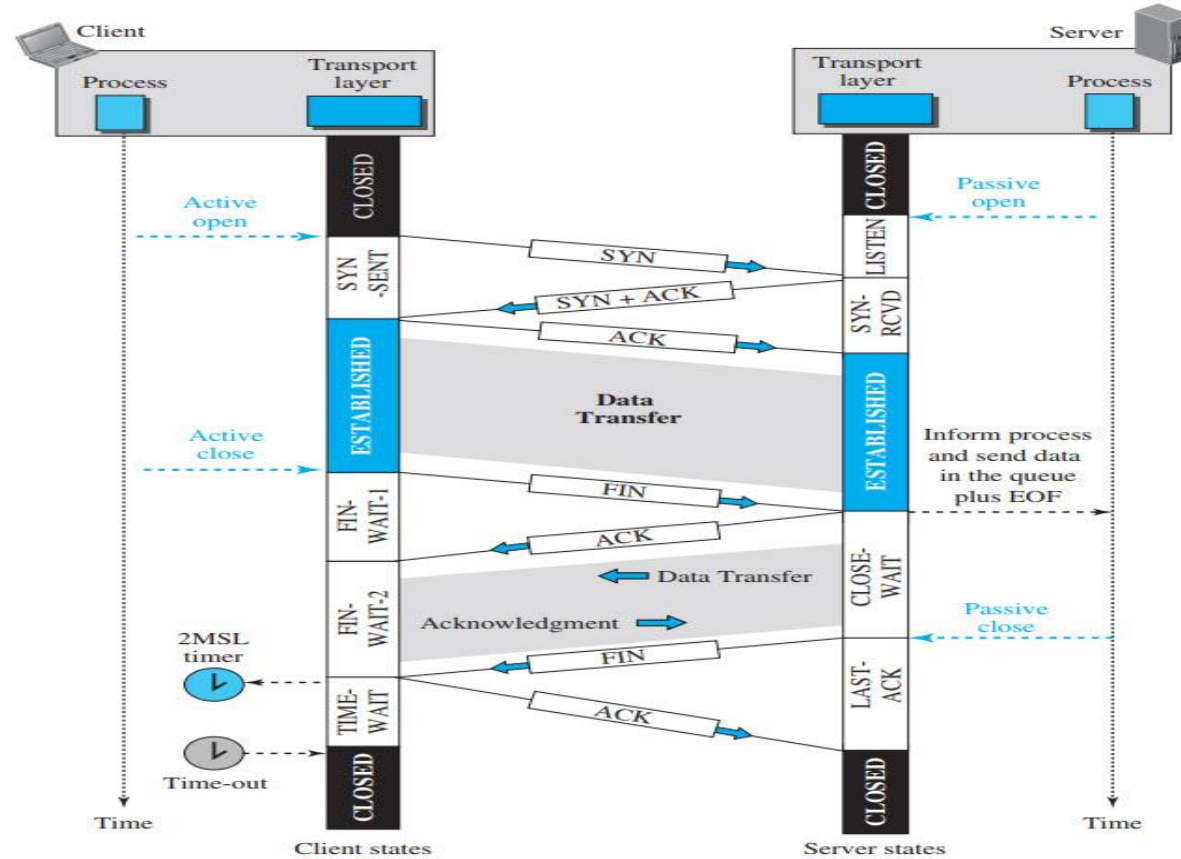 Client
Server
Process
Transport
layer
Transport
layer
Process
CLOSED
CLOSED
Active
open
Passive
open
SYN
-SENT
SYN
LISTEN
SYN + ACK
SYN-
RCVD
ACK
ESTABLISHED
Data
Transfer
ESTABLISHED
Active
close
Inform process
and send data
in the queue
plus EOF
FIN
FIN-
WAIT-1
ACK
CLOSE-
WAIT
Data Transfer
FIN-
WAIT-2
Acknowledgment
Passive
close
2MSL
timer
FIN
LAST-
ACK
TIME-
WAIT
ACK
Time-out
CLOSED
CLOSED
Time
Time
Client states
Server states